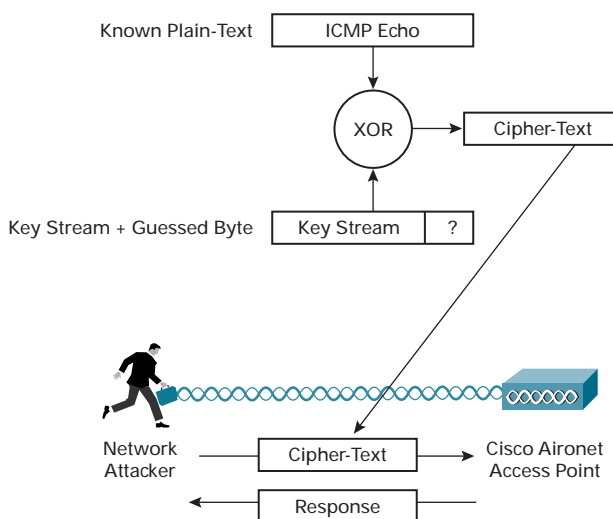 Known Plain-Text
ICMP Echo
XOR
Cipher-Text
Key Stream + Guessed Byte
Key Stream
?
Network
Attacker
Cipher-Text
Cisco Aironet
Access Point
Response